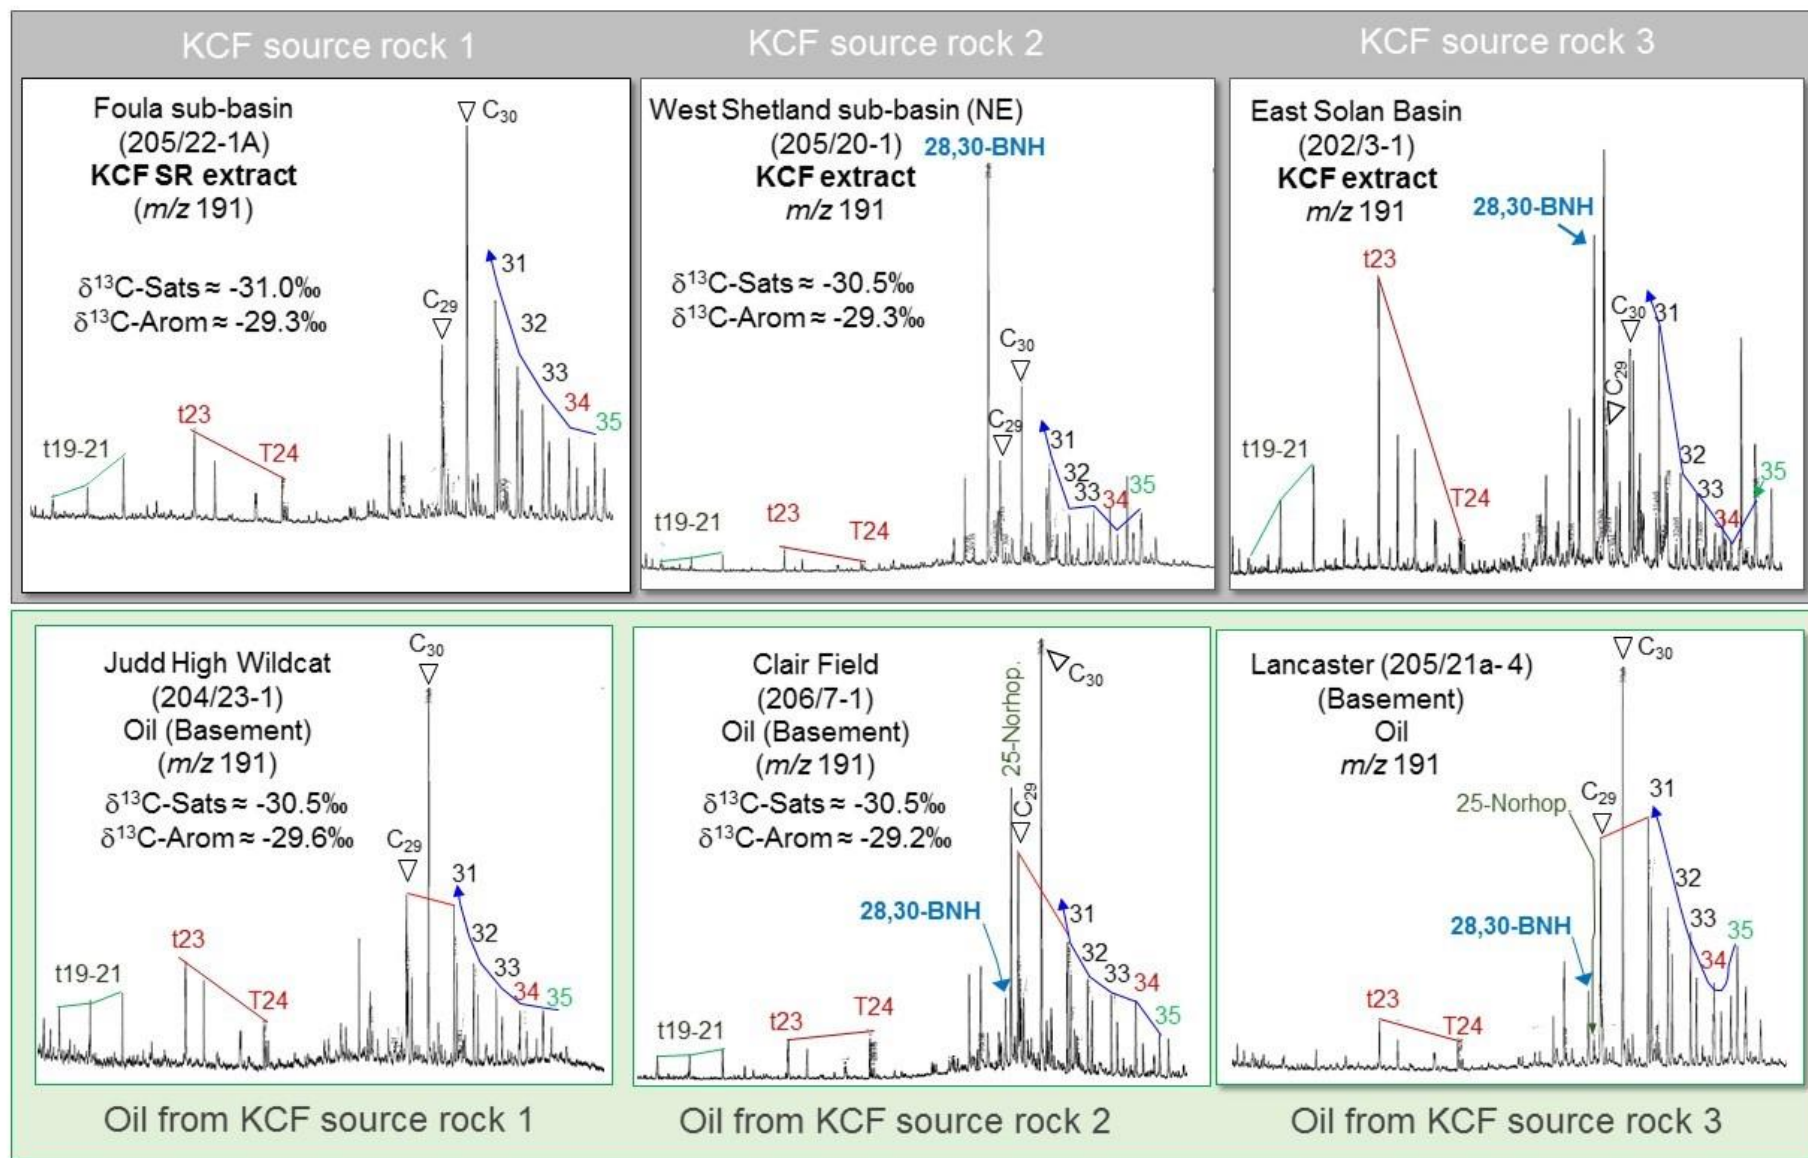 KCF source rock 1
KCF source rock 2
KCF source rock 3
Foula sub-basin
(205/22-1A)
KCF SR extract
(m/z 191)
δ¹³C-Sats ≈ -31.0‰
δ¹³C-Arom ≈ -29.3‰
t19-21
t23
T24
C₂₉
C₃₀
31
32
33
34
35
West Shetland sub-basin (NE)
(205/20-1)
KCF extract
m/z 191
28,30-BNH
δ¹³C-Sats ≈ -30.5‰
δ¹³C-Arom ≈ -29.3‰
t19-21
t23
T24
C₂₉
C₃₀
31
32
33
34
35
East Solan Basin
(202/3-1)
KCF extract
m/z 191
28,30-BNH
t19-21
t23
T24
C₂₉
C₃₀
31
32
33
34
35
Judd High Wildcat
(204/23-1)
Oil (Basement)
(m/z 191)
δ¹³C-Sats ≈ -30.5‰
δ¹³C-Arom ≈ -29.6‰
t19-21
t23
T24
C₂₉
C₃₀
31
32
33
34
35
Clair Field
(206/7-1)
Oil (Basement)
(m/z 191)
δ¹³C-Sats ≈ -30.5‰
δ¹³C-Arom ≈ -29.2‰
28,30-BNH
25-Norhop.
t19-21
t23
T24
C₂₉
C₃₀
31
32
33
34
35
Lancaster (205/21a- 4)
(Basement)
Oil
m/z 191
25-Norhop.
28,30-BNH
t23
T24
C₂₉
C₃₀
31
32
33
34
35
Oil from KCF source rock 1
Oil from KCF source rock 2
Oil from KCF source rock 3